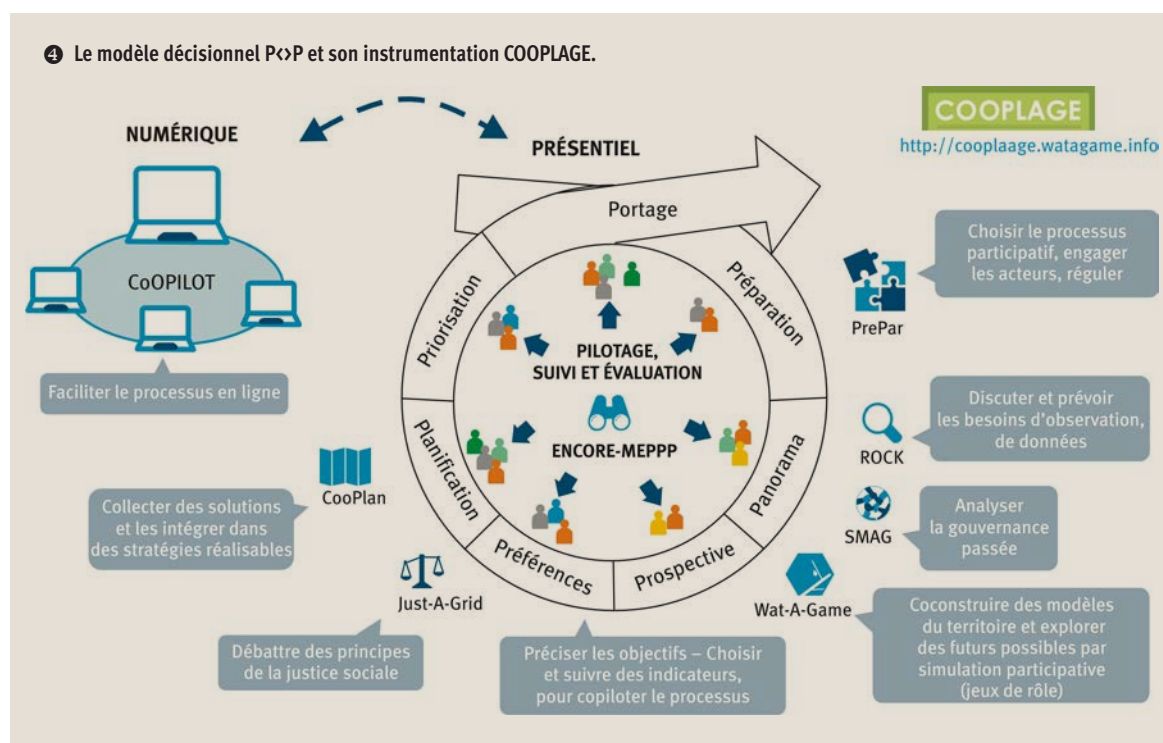 ❹ Le modèle décisionnel P<>P et son instrumentation COOPLAGE.
NUMÉRIQUE
CoOPILOT
Faciliter le processus en ligne
PRÉSENTIEL
COOPLAGE
http://cooplaage.watagame.info
Portage
Préparation
Panorama
Prospective
Préférences
Planification
Priorisation
PILOTAGE,
SUIVI ET ÉVALUATION
ENCORE-MEPPP
Choisir le processus
participatif, engager
les acteurs, réguler
PrePar
Discuter et prévoir
les besoins d'observation,
de données
ROCK
Analyser
la gouvernance
passée
SMAG
Wat-A-Game
Coconstruire des modèles
du territoire et explorer
des futurs possibles par
simulation participative
(jeux de rôle)
Préciser les objectifs – Choisir
et suivre des indicateurs,
pour copiloter le processus
Just-A-Grid
Débattre des principes
de la justice sociale
CooPlan
Collecter des solutions
et les intégrer dans
des stratégies réalisables